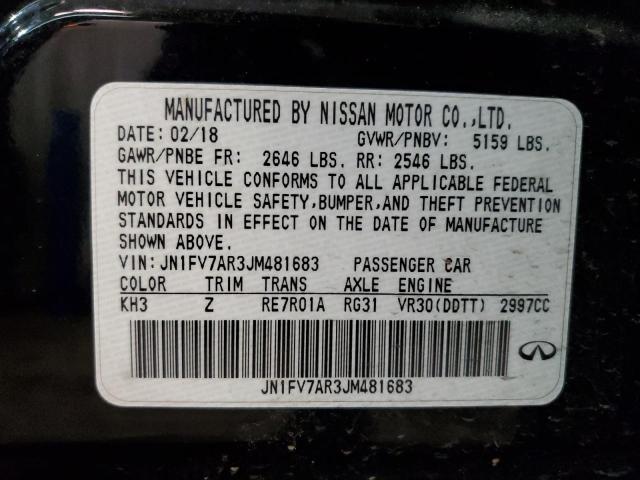 MANUFACTURED BY NISSAN MOTOR CO.,LTD.
DATE: 02/18 GVWR/PNBV: 5159 LBS.
GAWR/PNBE FR: 2646 LBS. RR: 2546 LBS.
THIS VEHICLE CONFORMS TO ALL APPLICABLE FEDERAL
MOTOR VEHICLE SAFETY,BUMPER,AND THEFT PREVENTION
STANDARDS IN EFFECT ON THE DATE OF MANUFACTURE
SHOWN ABOVE.
VIN:JN1FV7AR3JM481683 PASSENGER CAR
COLOR TRIM TRANS AXLE ENGINE
KH3 Z RE7R01A RG31 VR30(DDTT) 2997CC
JN1FV7AR3JM481683